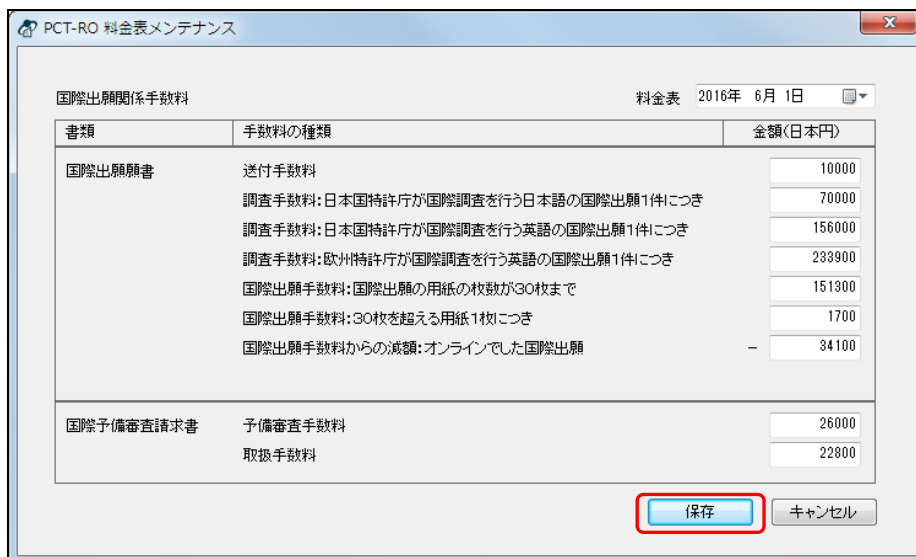 PCT-RO 料金表メンテナンス
国際出願関係手数料 料金表 2016年 6月 1日
書類 手数料の種類 金額(日本円)
国際出願願書 送付手数料 10000
調査手数料:日本国特許庁が国際調査を行う日本語の国際出願1件につき 70000
調査手数料:日本国特許庁が国際調査を行う英語の国際出願1件につき 156000
調査手数料:欧州特許庁が国際調査を行う英語の国際出願1件につき 233900
国際出願手数料:国際出願の用紙の枚数が30枚まで 151300
国際出願手数料:30枚を超える用紙1枚につき 1700
国際出願手数料からの減額:オンラインでした国際出願 − 34100
国際予備審査請求書 予備審査手数料 26000
取扱手数料 22800
保存 キャンセル